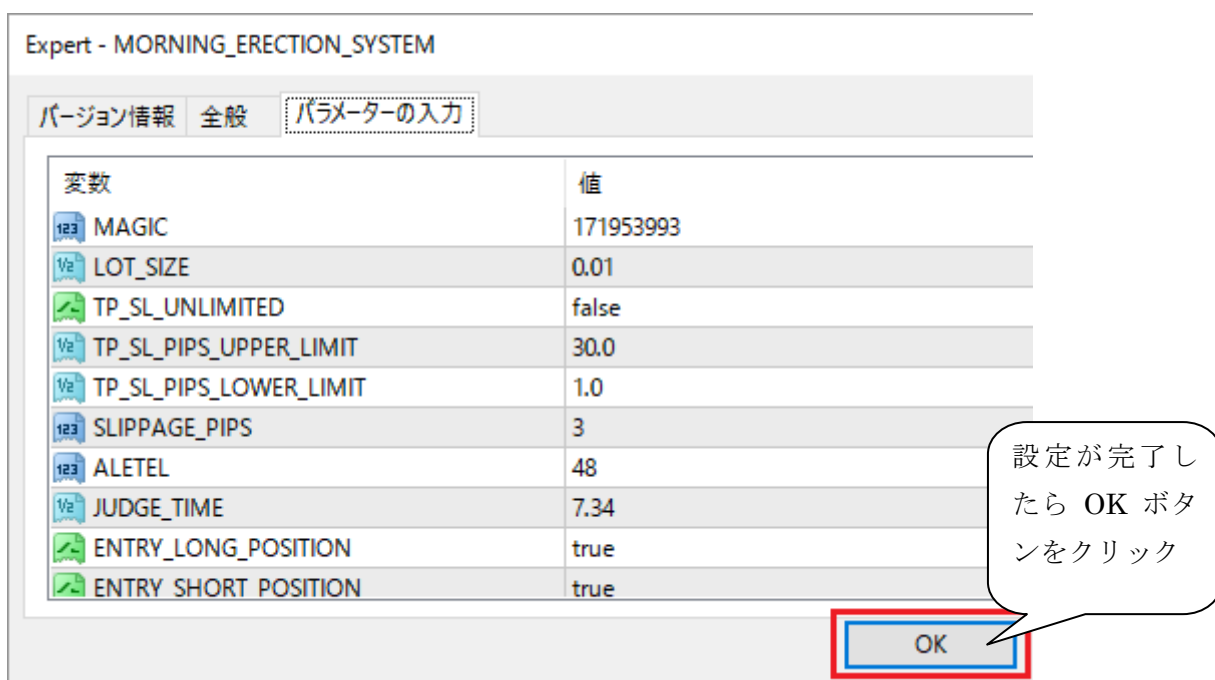 Expert - MORNING_ERECTION_SYSTEM
バージョン情報 全般 パラメーターの入力
変数 値
MAGIC 171953993
LOT_SIZE 0.01
TP_SL_UNLIMITED false
TP_SL_PIPS_UPPER_LIMIT 30.0
TP_SL_PIPS_LOWER_LIMIT 1.0
SLIPPAGE_PIPS 3
ALETEL 48
JUDGE_TIME 7.34
ENTRY_LONG_POSITION true
ENTRY_SHORT_POSITION true
設定が完了し
たら OK ボタ
ンをクリック
OK